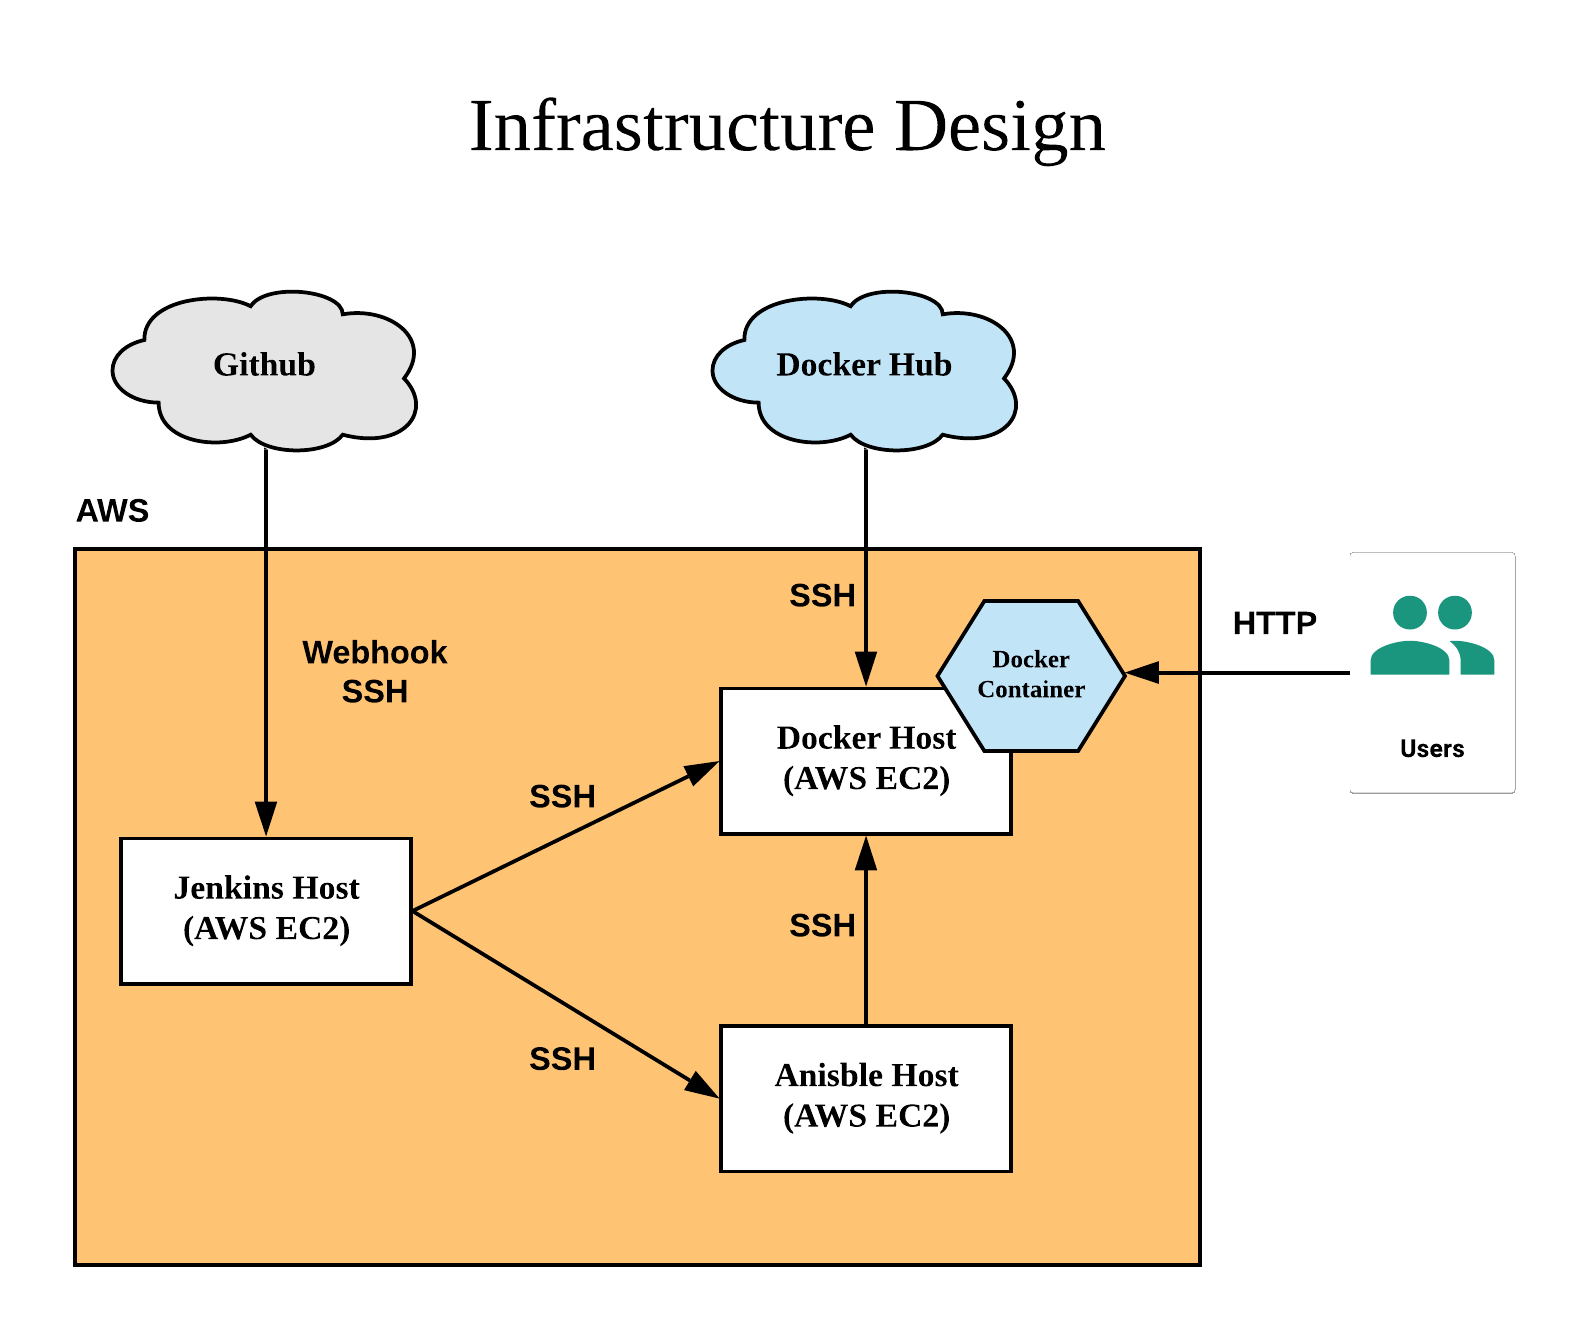 Infrastructure Design
Github
Docker Hub
AWS
SSH
HTTP
Webhook
SSH
Docker
Container
Docker Host
(AWS EC2)
Users
SSH
Jenkins Host
(AWS EC2)
SSH
SSH
Anisble Host
(AWS EC2)